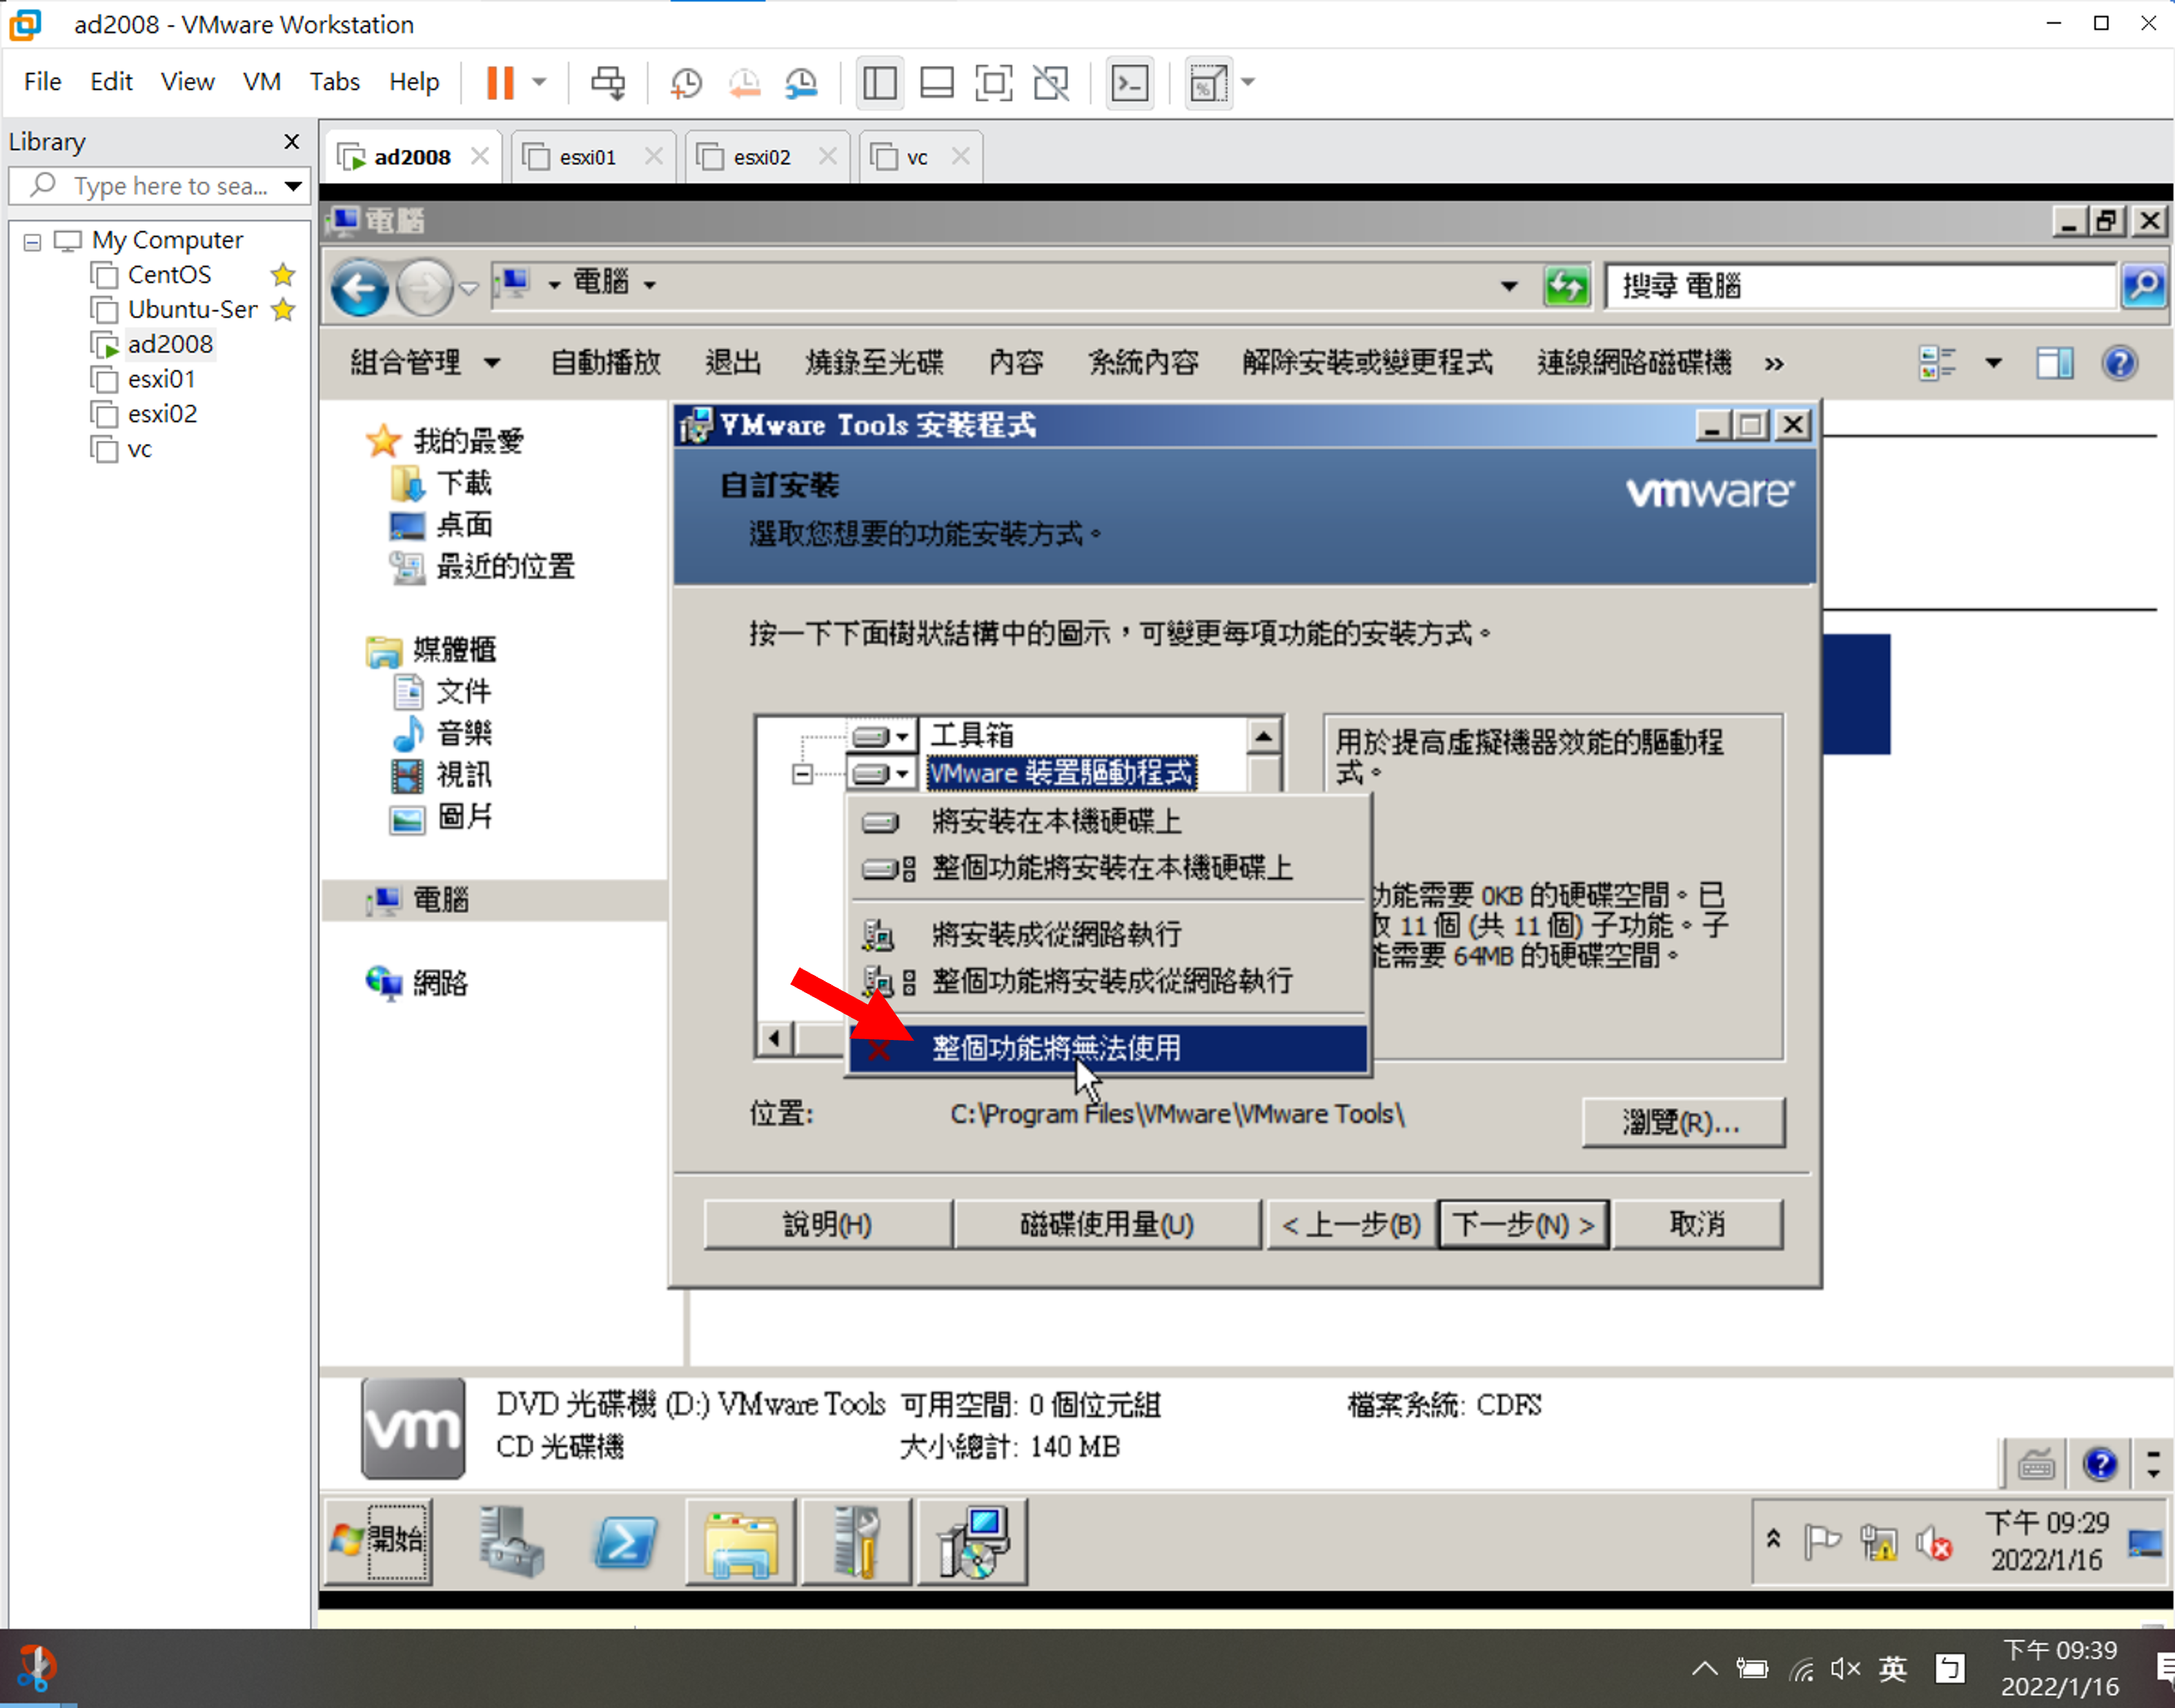 ad2008 - VMware Workstation
File Edit View VM Tabs Help
Library
Type here to sea...
My Computer
CentOS
Ubuntu-Ser
ad2008
esxi01
esxi02
vc
ad2008 esxi01 esxi02 vc
電腦
電腦
搜尋 電腦
組合管理 自動播放 退出 燒錄至光碟 內容 系統內容 解除安裝或變更程式 連線網路磁碟機 »
我的最愛
下載
桌面
最近的位置
媒體櫃
文件
音樂
視訊
圖片
電腦
網路
VMware Tools 安裝程式
自訂安裝
選取您想要的功能安裝方式。
vmware
按一下下面樹狀結構中的圖示，可變更每項功能的安裝方式。
工具箱
VMware 裝置驅動程式
將安裝在本機硬碟上
整個功能將安裝在本機硬碟上
將安裝成從網路執行
整個功能將安裝成從網路執行
整個功能將無法使用
用於提高虛擬機器效能的驅動程
式。
功能需要 0KB 的硬碟空間。已
11 個 (共 11 個) 子功能。子
能需要 64MB 的硬碟空間。
位置:
C:\Program Files\VMware\VMware Tools\
瀏覽(R)...
說明(H) 磁碟使用量(U) < 上一步(B) 下一步(N) > 取消
vm
DVD 光碟機 (D:) VMware Tools 可用空間: 0 個位元組 檔案系統: CDFS
CD 光碟機 大小總計: 140 MB
開始
下午 09:29
2022/1/16
英 ㄅ
下午 09:39
2022/1/16